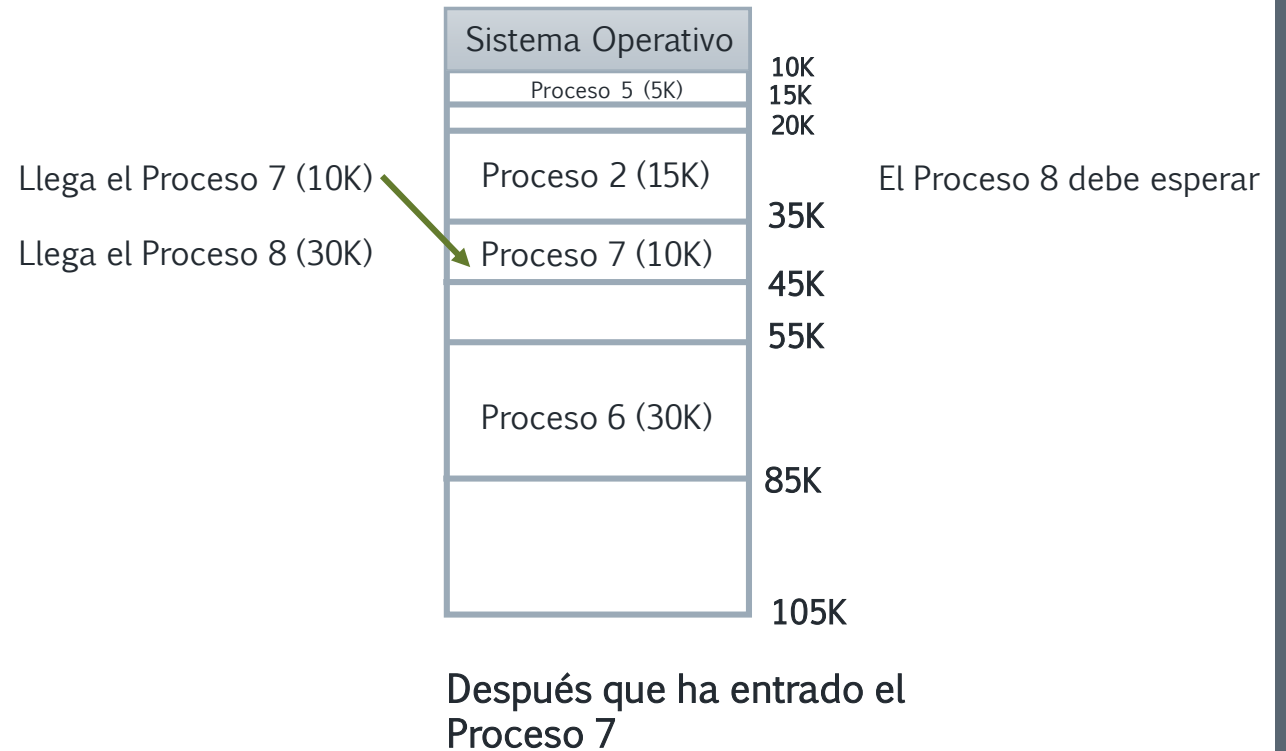 Sistema Operativo
10K
Proceso 5 (5K)
15K
20K
Llega el Proceso 7 (10K)
Proceso 2 (15K)
El Proceso 8 debe esperar
35K
Llega el Proceso 8 (30K)
Proceso 7 (10K)
45K
55K
Proceso 6 (30K)
85K
105K
Después que ha entrado el
Proceso 7